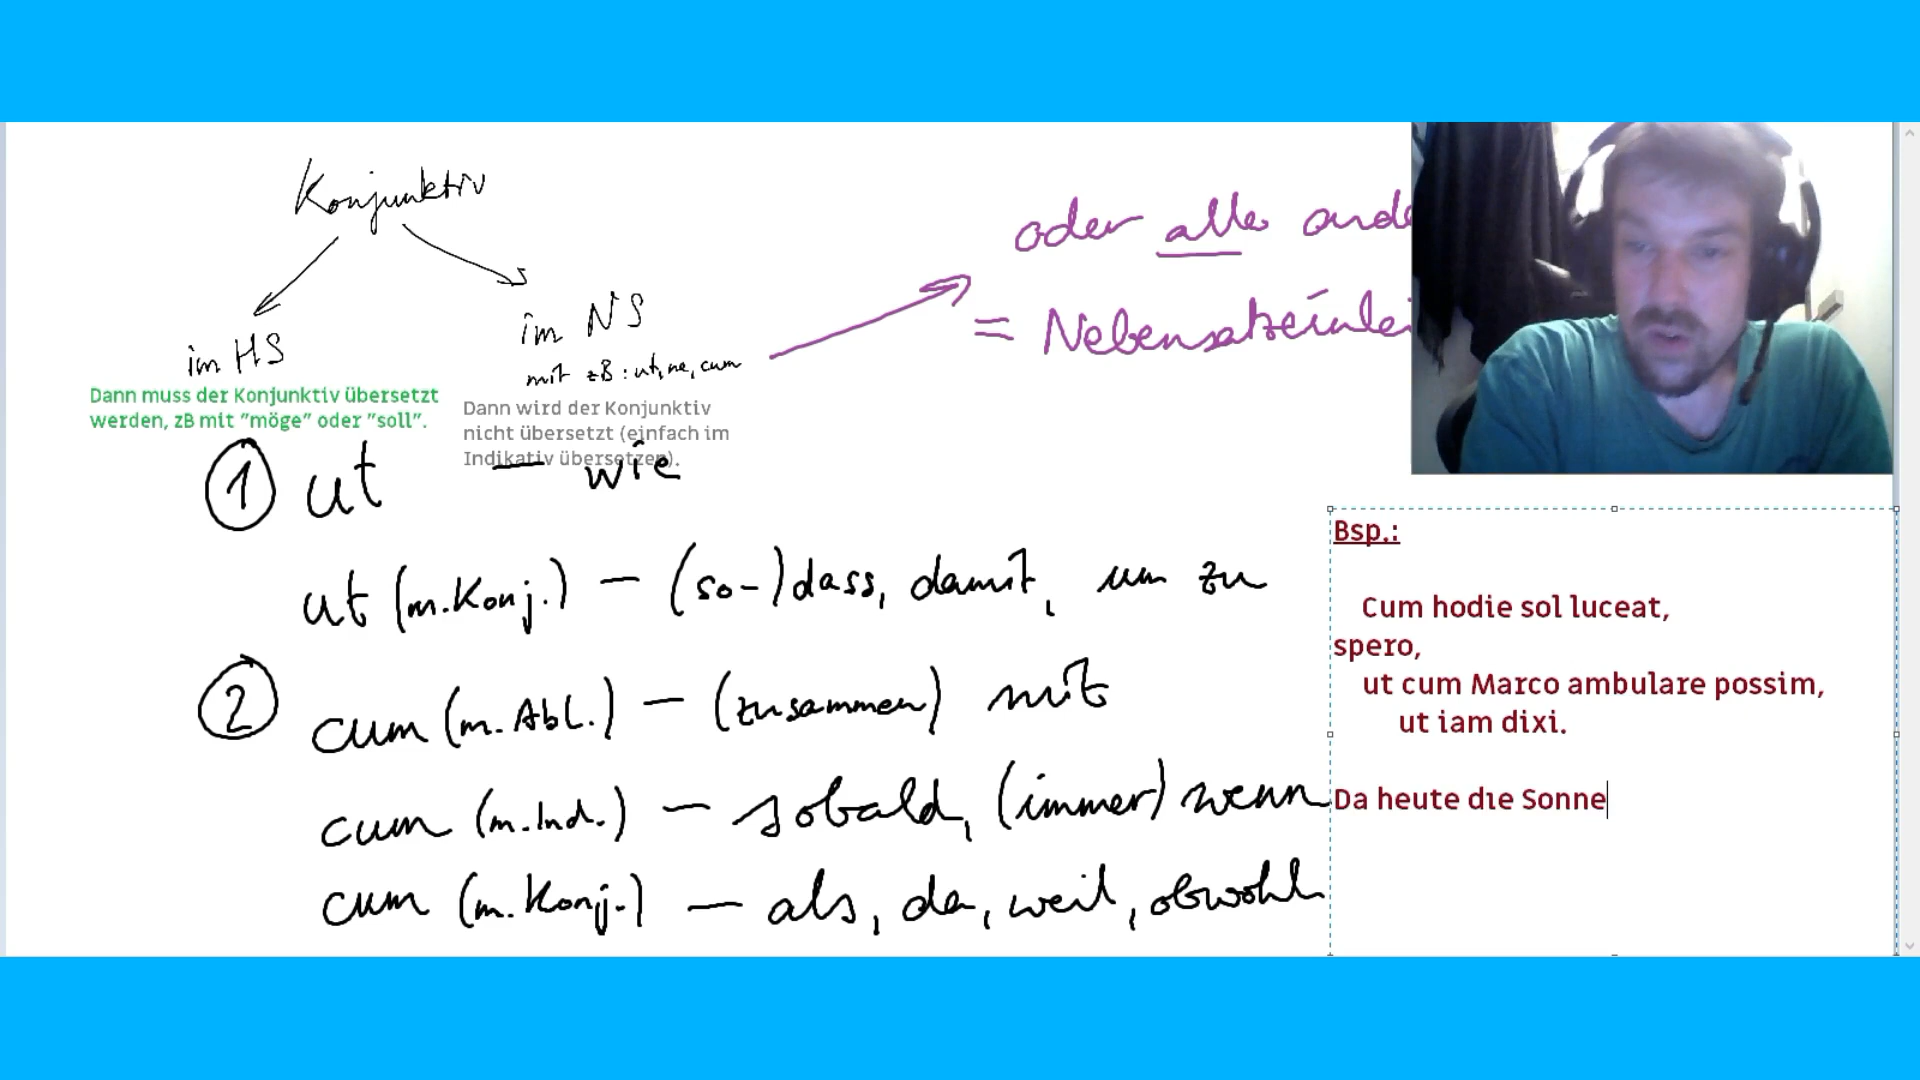 Konjunktiv
im HS
im NS
mit zB: ut, ne, cum
Dann muss der Konjunktiv übersetzt
werden, zB mit "möge" oder "soll".
Dann wird der Konjunktiv
nicht übersetzt (einfach im
Indikativ übersetzen).
oder alle
= Nebensatzeinlei
1 ut — wie
ut (m. Konj.) — (so-) dass, damit, um zu
2 cum (m. Abl.) — (zusammen) mit
cum (m. Ind.) — sobald, (immer) wenn
cum (m. Konj.) — als, da, weil, obwohl
Bsp.:
Cum hodie sol luceat,
spero,
ut cum Marco ambulare possim,
ut iam dixi.
Da heute die Sonne